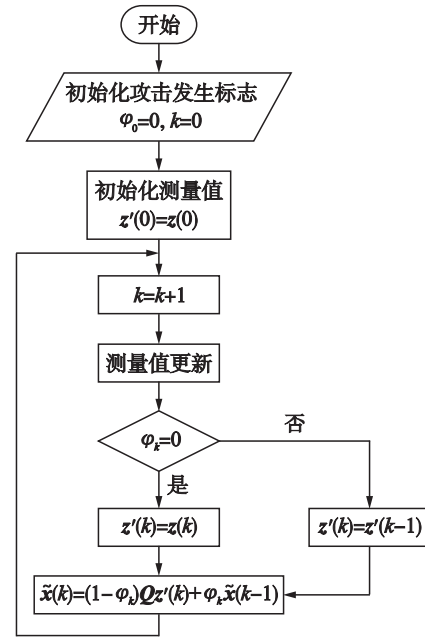 开始
初始化攻击发生标志
φ₀=0, k=0
初始化测量值
z′(0)=z(0)
k=k+1
测量值更新
φₖ=0
否
是
z′(k)=z(k)
z′(k)=z′(k−1)
x̃(k)=(1−φₖ)Qz′(k)+φₖx̃(k−1)